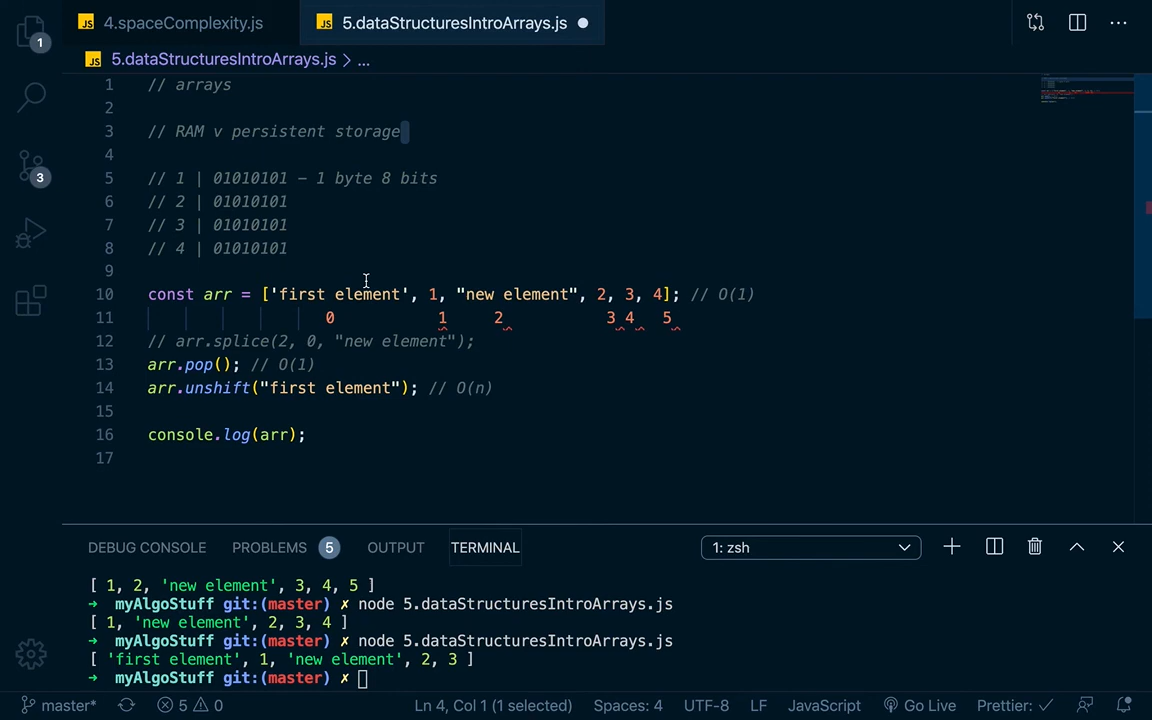 JS 4.spaceComplexity.js JS 5.dataStructuresIntroArrays.js
1
JS 5.dataStructuresIntroArrays.js > ...
1 // arrays
2
3 // RAM v persistent storage
4
5 // 1 | 01010101 – 1 byte 8 bits
3
6 // 2 | 01010101
7 // 3 | 01010101
8 // 4 | 01010101
9
10 const arr = ['first element', 1, "new element", 2, 3, 4]; // O(1)
11 0 1 2 3 4 5
12 // arr.splice(2, 0, "new element");
13 arr.pop(); // O(1)
14 arr.unshift("first element"); // O(n)
15
16 console.log(arr);
17
DEBUG CONSOLE PROBLEMS 5 OUTPUT TERMINAL 1: zsh
[ 1, 2, 'new element', 3, 4, 5 ]
→ myAlgoStuff git:(master) ✗ node 5.dataStructuresIntroArrays.js
[ 1, 'new element', 2, 3, 4 ]
→ myAlgoStuff git:(master) ✗ node 5.dataStructuresIntroArrays.js
[ 'first element', 1, 'new element', 2, 3 ]
→ myAlgoStuff git:(master) ✗
master* 5 0 Ln 4, Col 1 (1 selected) Spaces: 4 UTF-8 LF JavaScript Go Live Prettier: ✓